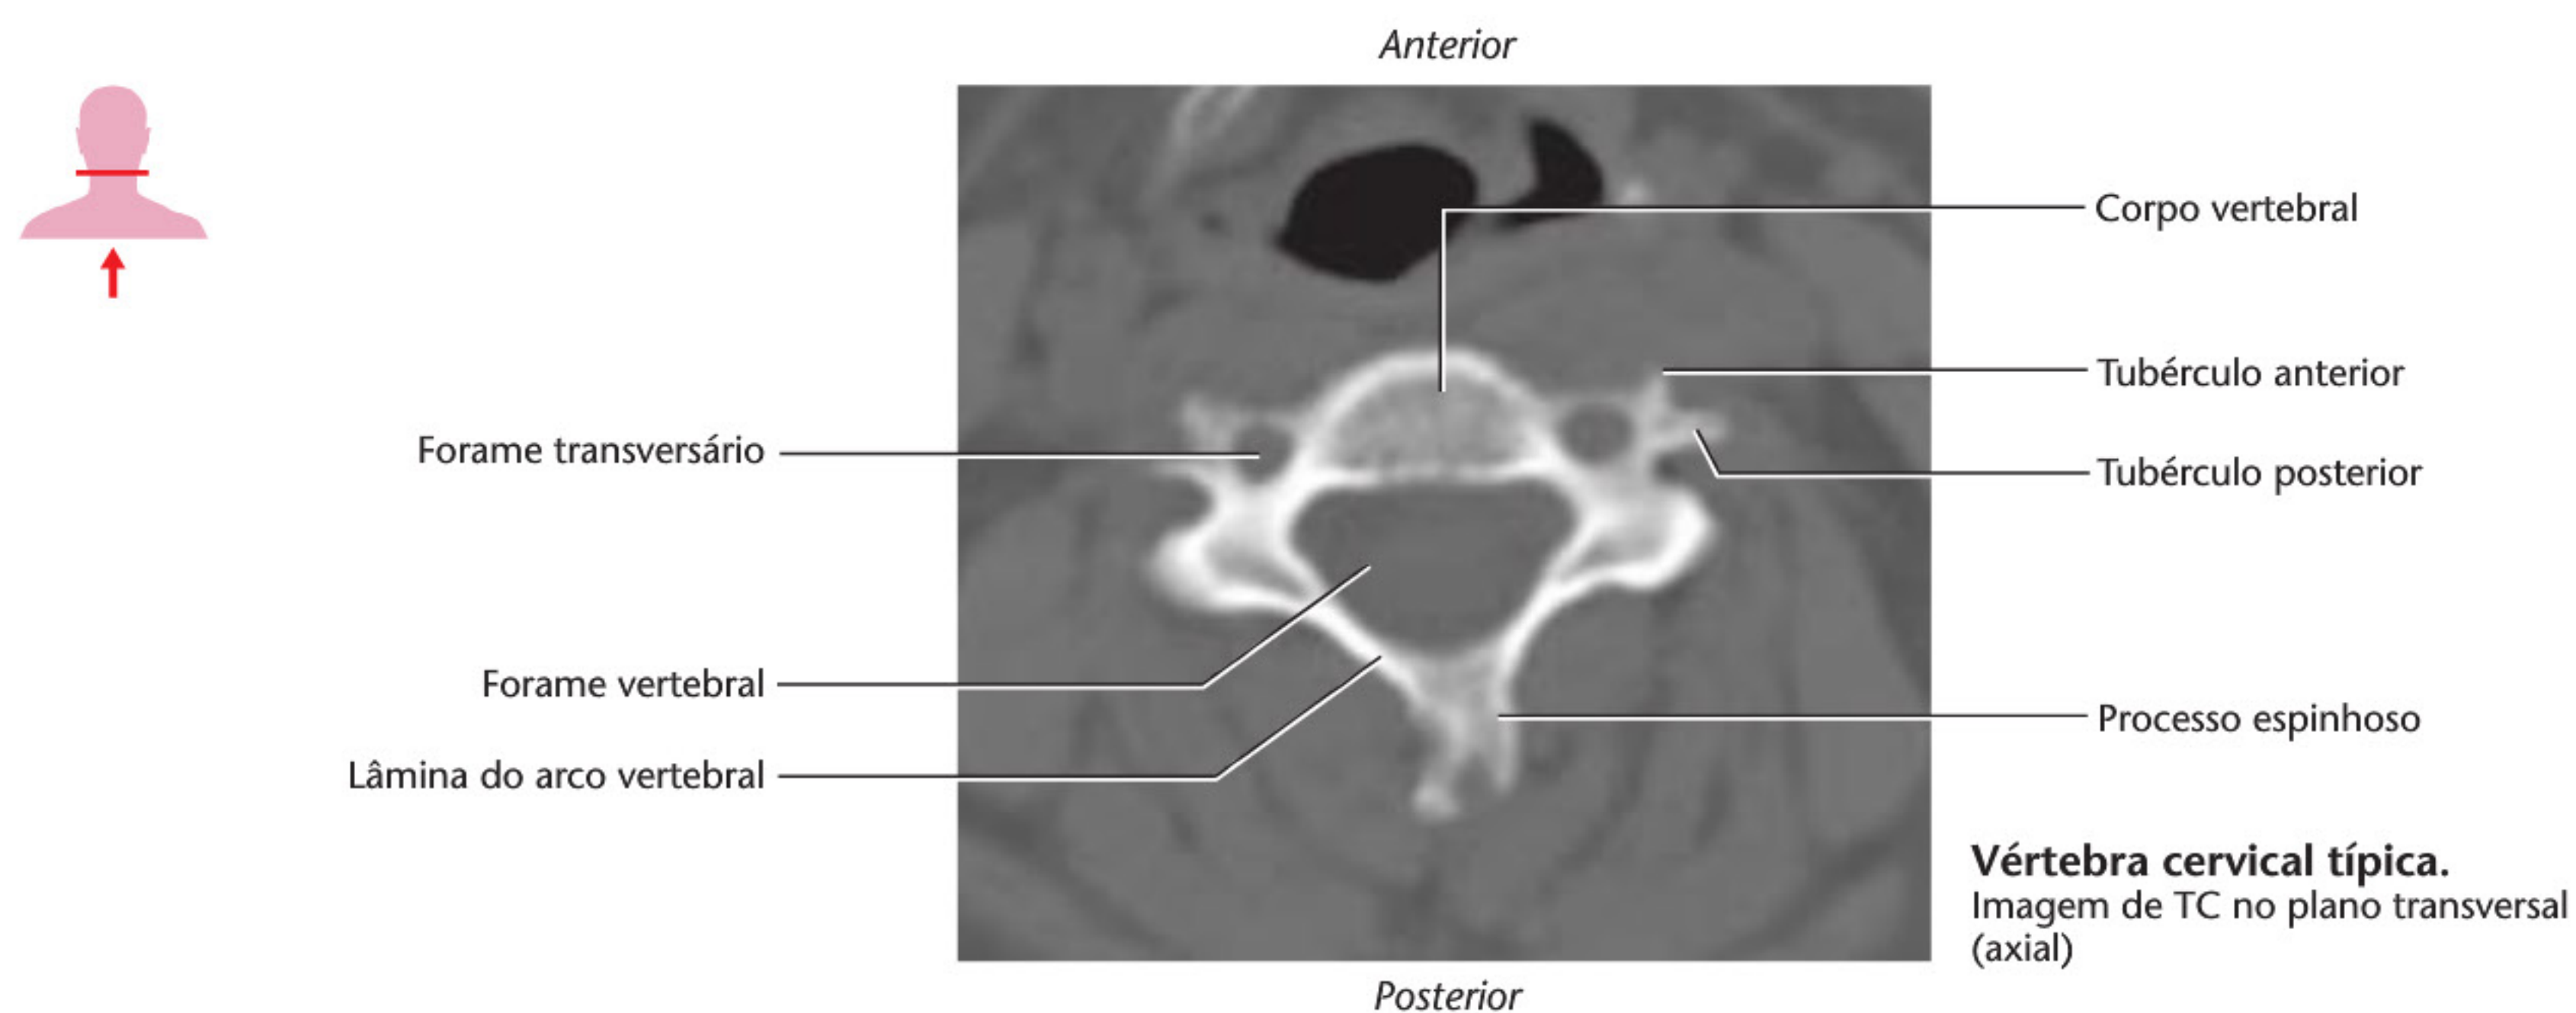 Anterior
Corpo vertebral
Tubérculo anterior
Forame transversário
Tubérculo posterior
Forame vertebral
Processo espinhoso
Lâmina do arco vertebral
Vértebra cervical típica.
Imagem de TC no plano transversal
(axial)
Posterior